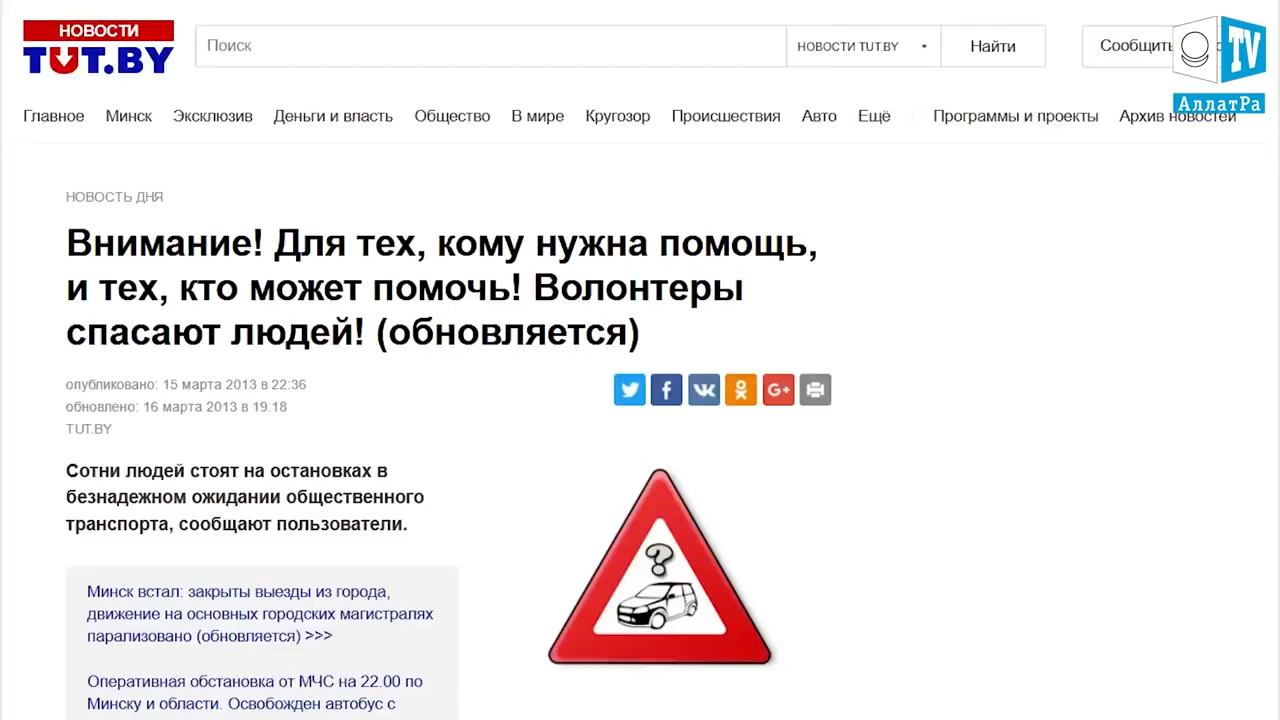 НОВОСТИ
TUT.BY
Поиск
НОВОСТИ TUT.BY
Найти
Сообщить
TV
АллатРа
Главное Минск Эксклюзив Деньги и власть Общество В мире Кругозор Происшествия Авто Ещё Программы и проекты Архив новостей
НОВОСТЬ ДНЯ
Внимание! Для тех, кому нужна помощь,
и тех, кто может помочь! Волонтеры
спасают людей! (обновляется)
опубликовано: 15 марта 2013 в 22:36
обновлено: 16 марта 2013 в 19:18
TUT.BY
G+
Сотни людей стоят на остановках в
безнадежном ожидании общественного
транспорта, сообщают пользователи.
?
Минск встал: закрыты выезды из города,
движение на основных городских магистралях
парализовано (обновляется) >>>
Оперативная обстановка от МЧС на 22.00 по
Минску и области. Освобожден автобус с